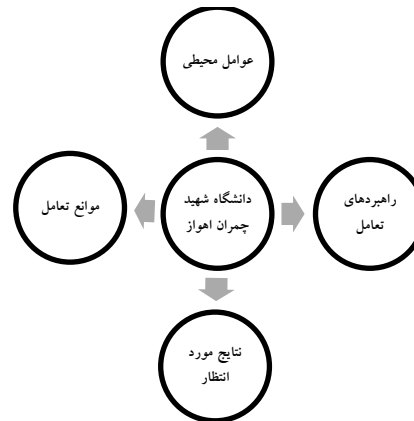 عوامل محیطی
راهبردهای
تعامل
دانشگاه شهید
چمران اهواز
موانع تعامل
نتایج مورد
انتظار